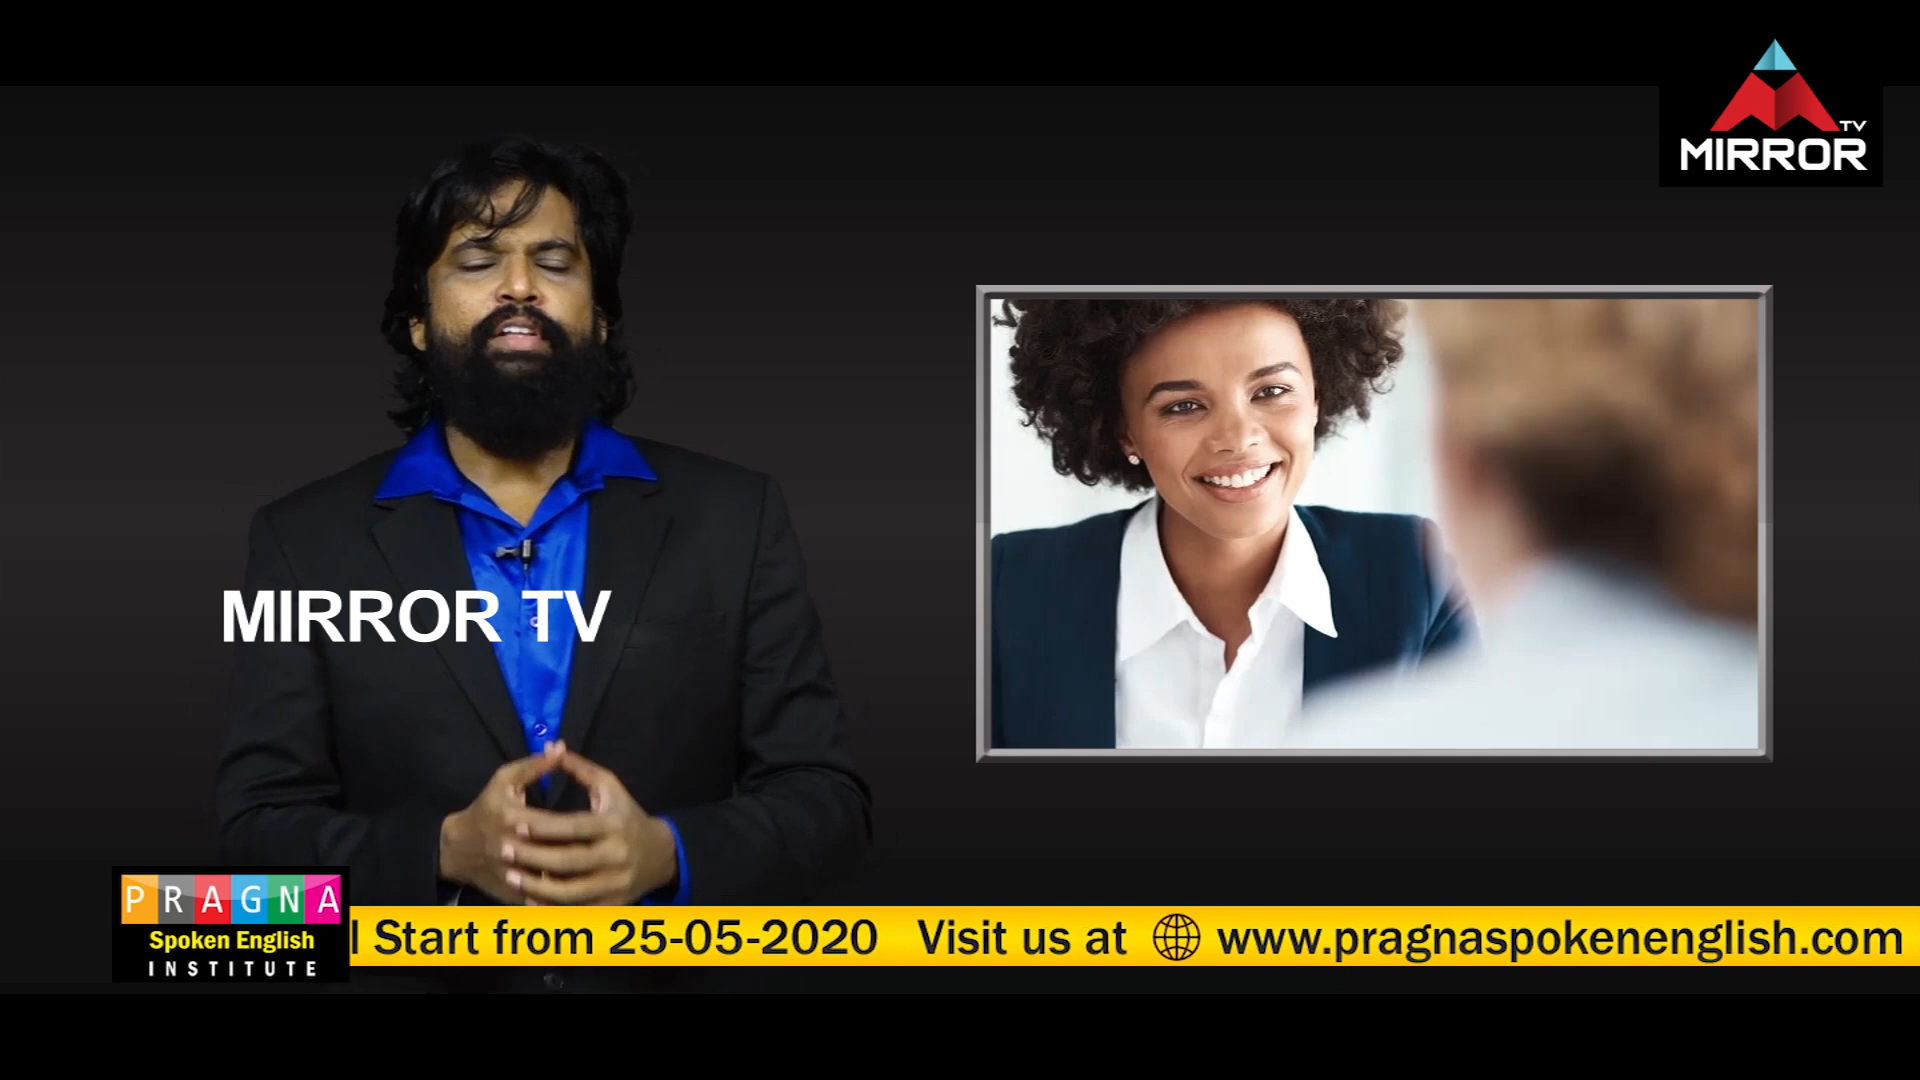 TV
MIRROR
MIRROR TV
PRAGNA
Spoken English
INSTITUTE
l Start from 25-05-2020 Visit us at www.pragnaspokenenglish.com